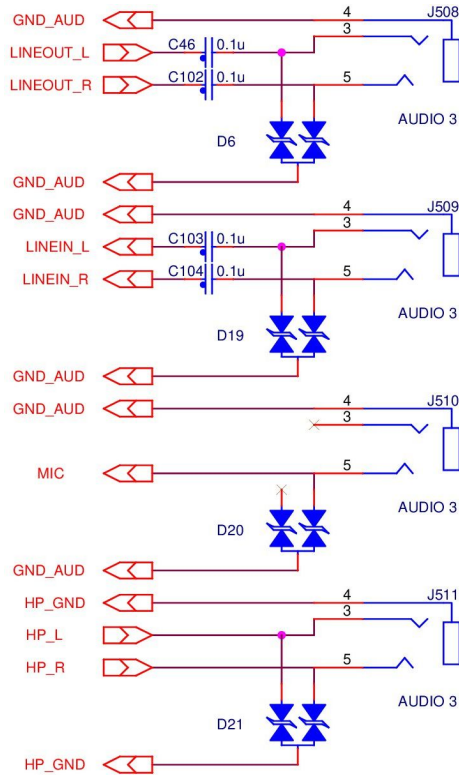 GND_AUD 4 J508
3
LINEOUT_L C46 0.1u
LINEOUT_R C102 0.1u 5
D6 AUDIO 3
GND_AUD
GND_AUD 4 J509
3
LINEIN_L C103 0.1u
LINEIN_R C104 0.1u 5
D19 AUDIO 3
GND_AUD
GND_AUD 4 J510
3
MIC 5
D20 AUDIO 3
GND_AUD
HP_GND 4 J511
3
HP_L
HP_R 5
D21 AUDIO 3
HP_GND